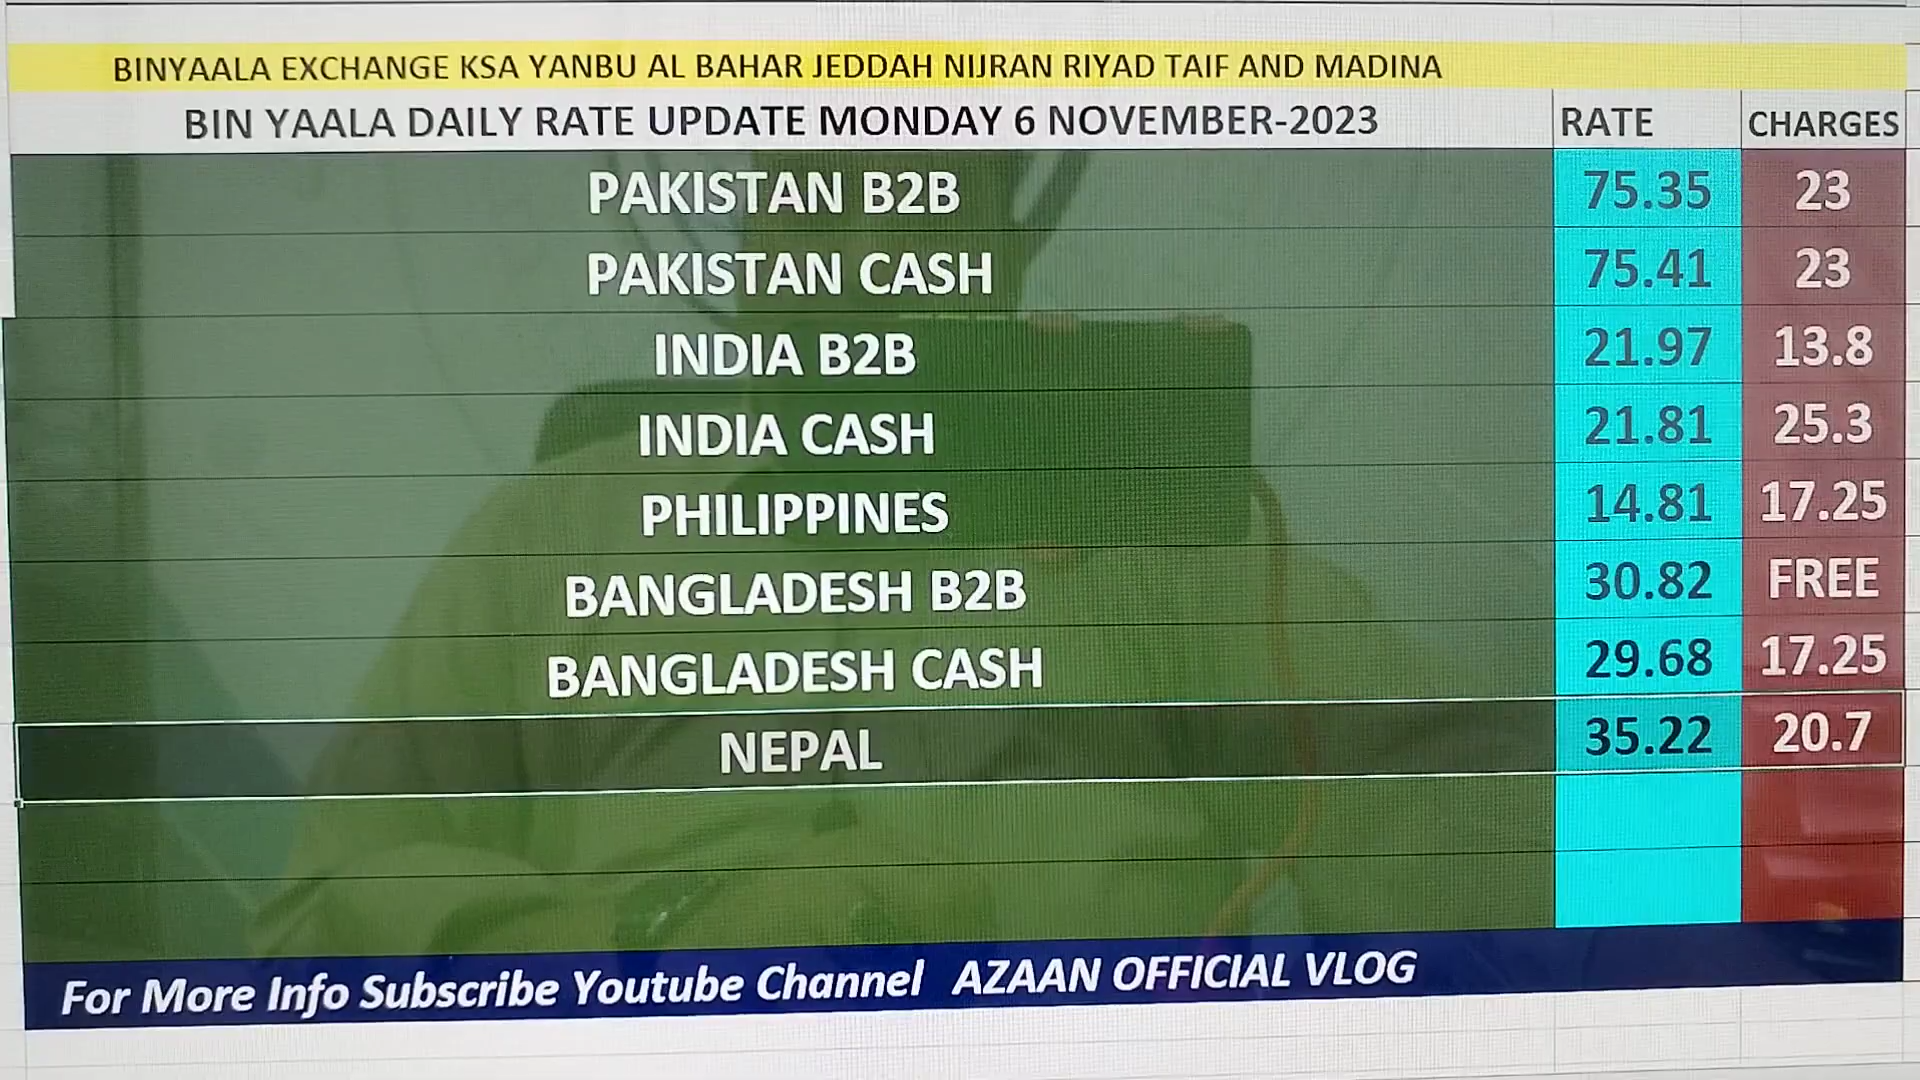 BINYAALA EXCHANGE KSA YANBU AL BAHAR JEDDAH NIJRAN RIYAD TAIF AND MADINA
BIN YAALA DAILY RATE UPDATE MONDAY 6 NOVEMBER-2023 RATE CHARGES
PAKISTAN B2B 75.35 23
PAKISTAN CASH 75.41 23
INDIA B2B 21.97 13.8
INDIA CASH 21.81 25.3
PHILIPPINES 14.81 17.25
BANGLADESH B2B 30.82 FREE
BANGLADESH CASH 29.68 17.25
NEPAL 35.22 20.7
For More Info Subscribe Youtube Channel AZAAN OFFICIAL VLOG